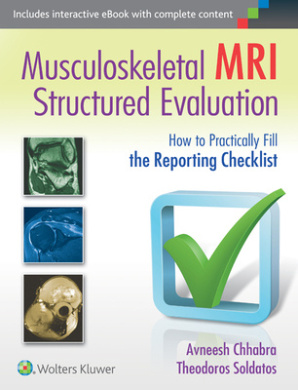 Includes interactive eBook with complete content
Musculoskeletal MRI
Structured Evaluation
How to Practically Fill
the Reporting Checklist
Avneesh Chhabra
Theodoros Soldatos
Wolters Kluwer